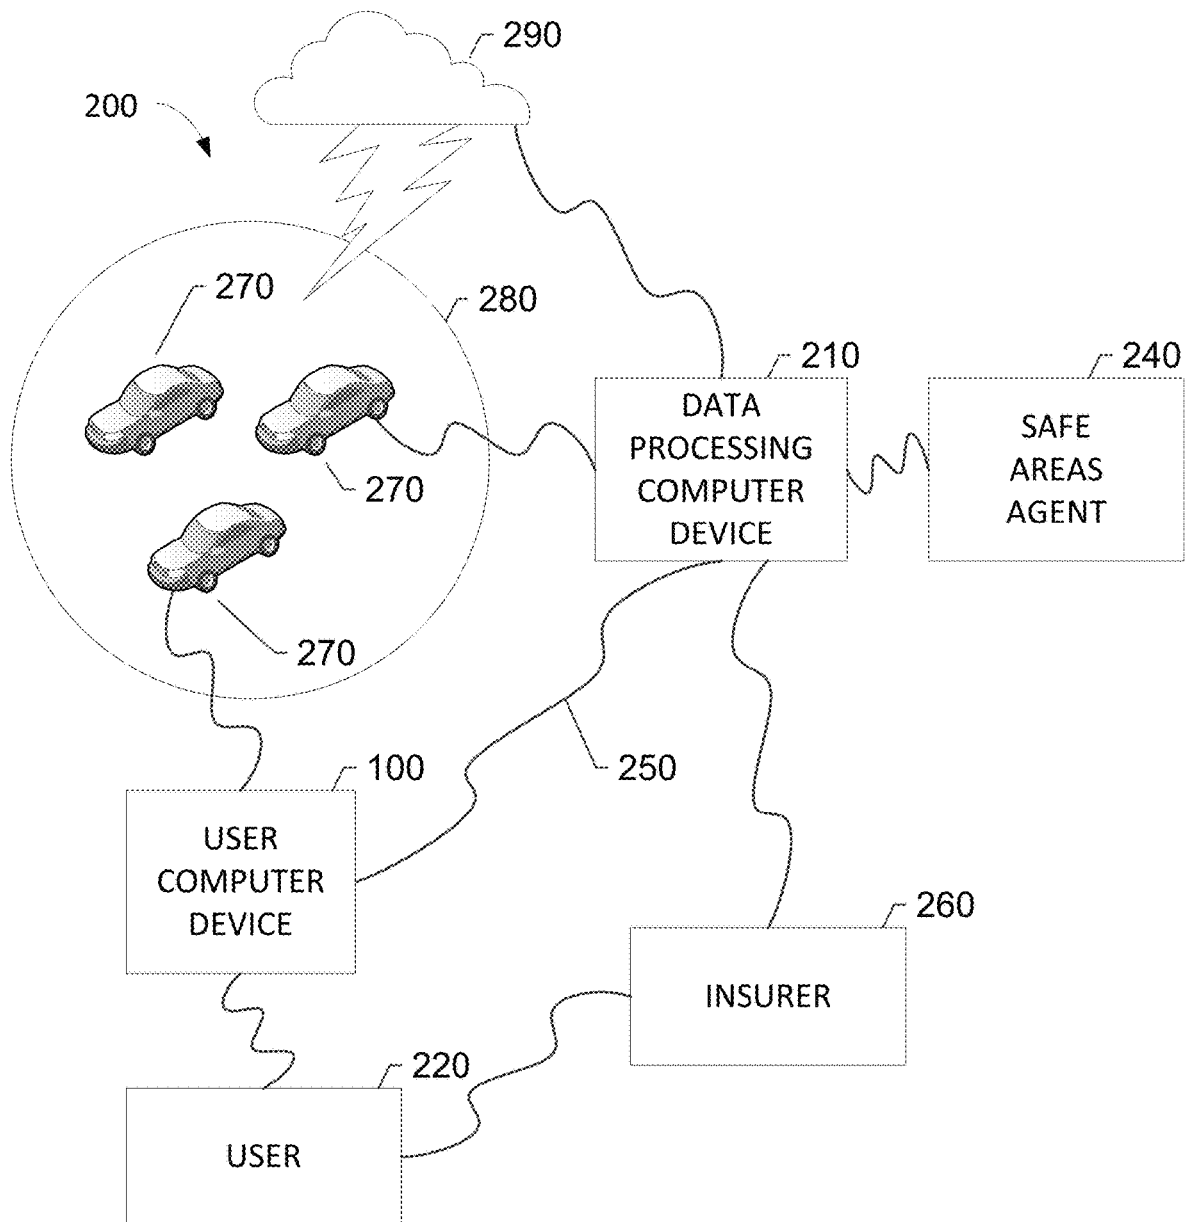 290
200
270
280
210
240
DATA
PROCESSING
COMPUTER
DEVICE
SAFE
AREAS
AGENT
270
270
250
100
USER
COMPUTER
DEVICE
260
INSURER
220
USER